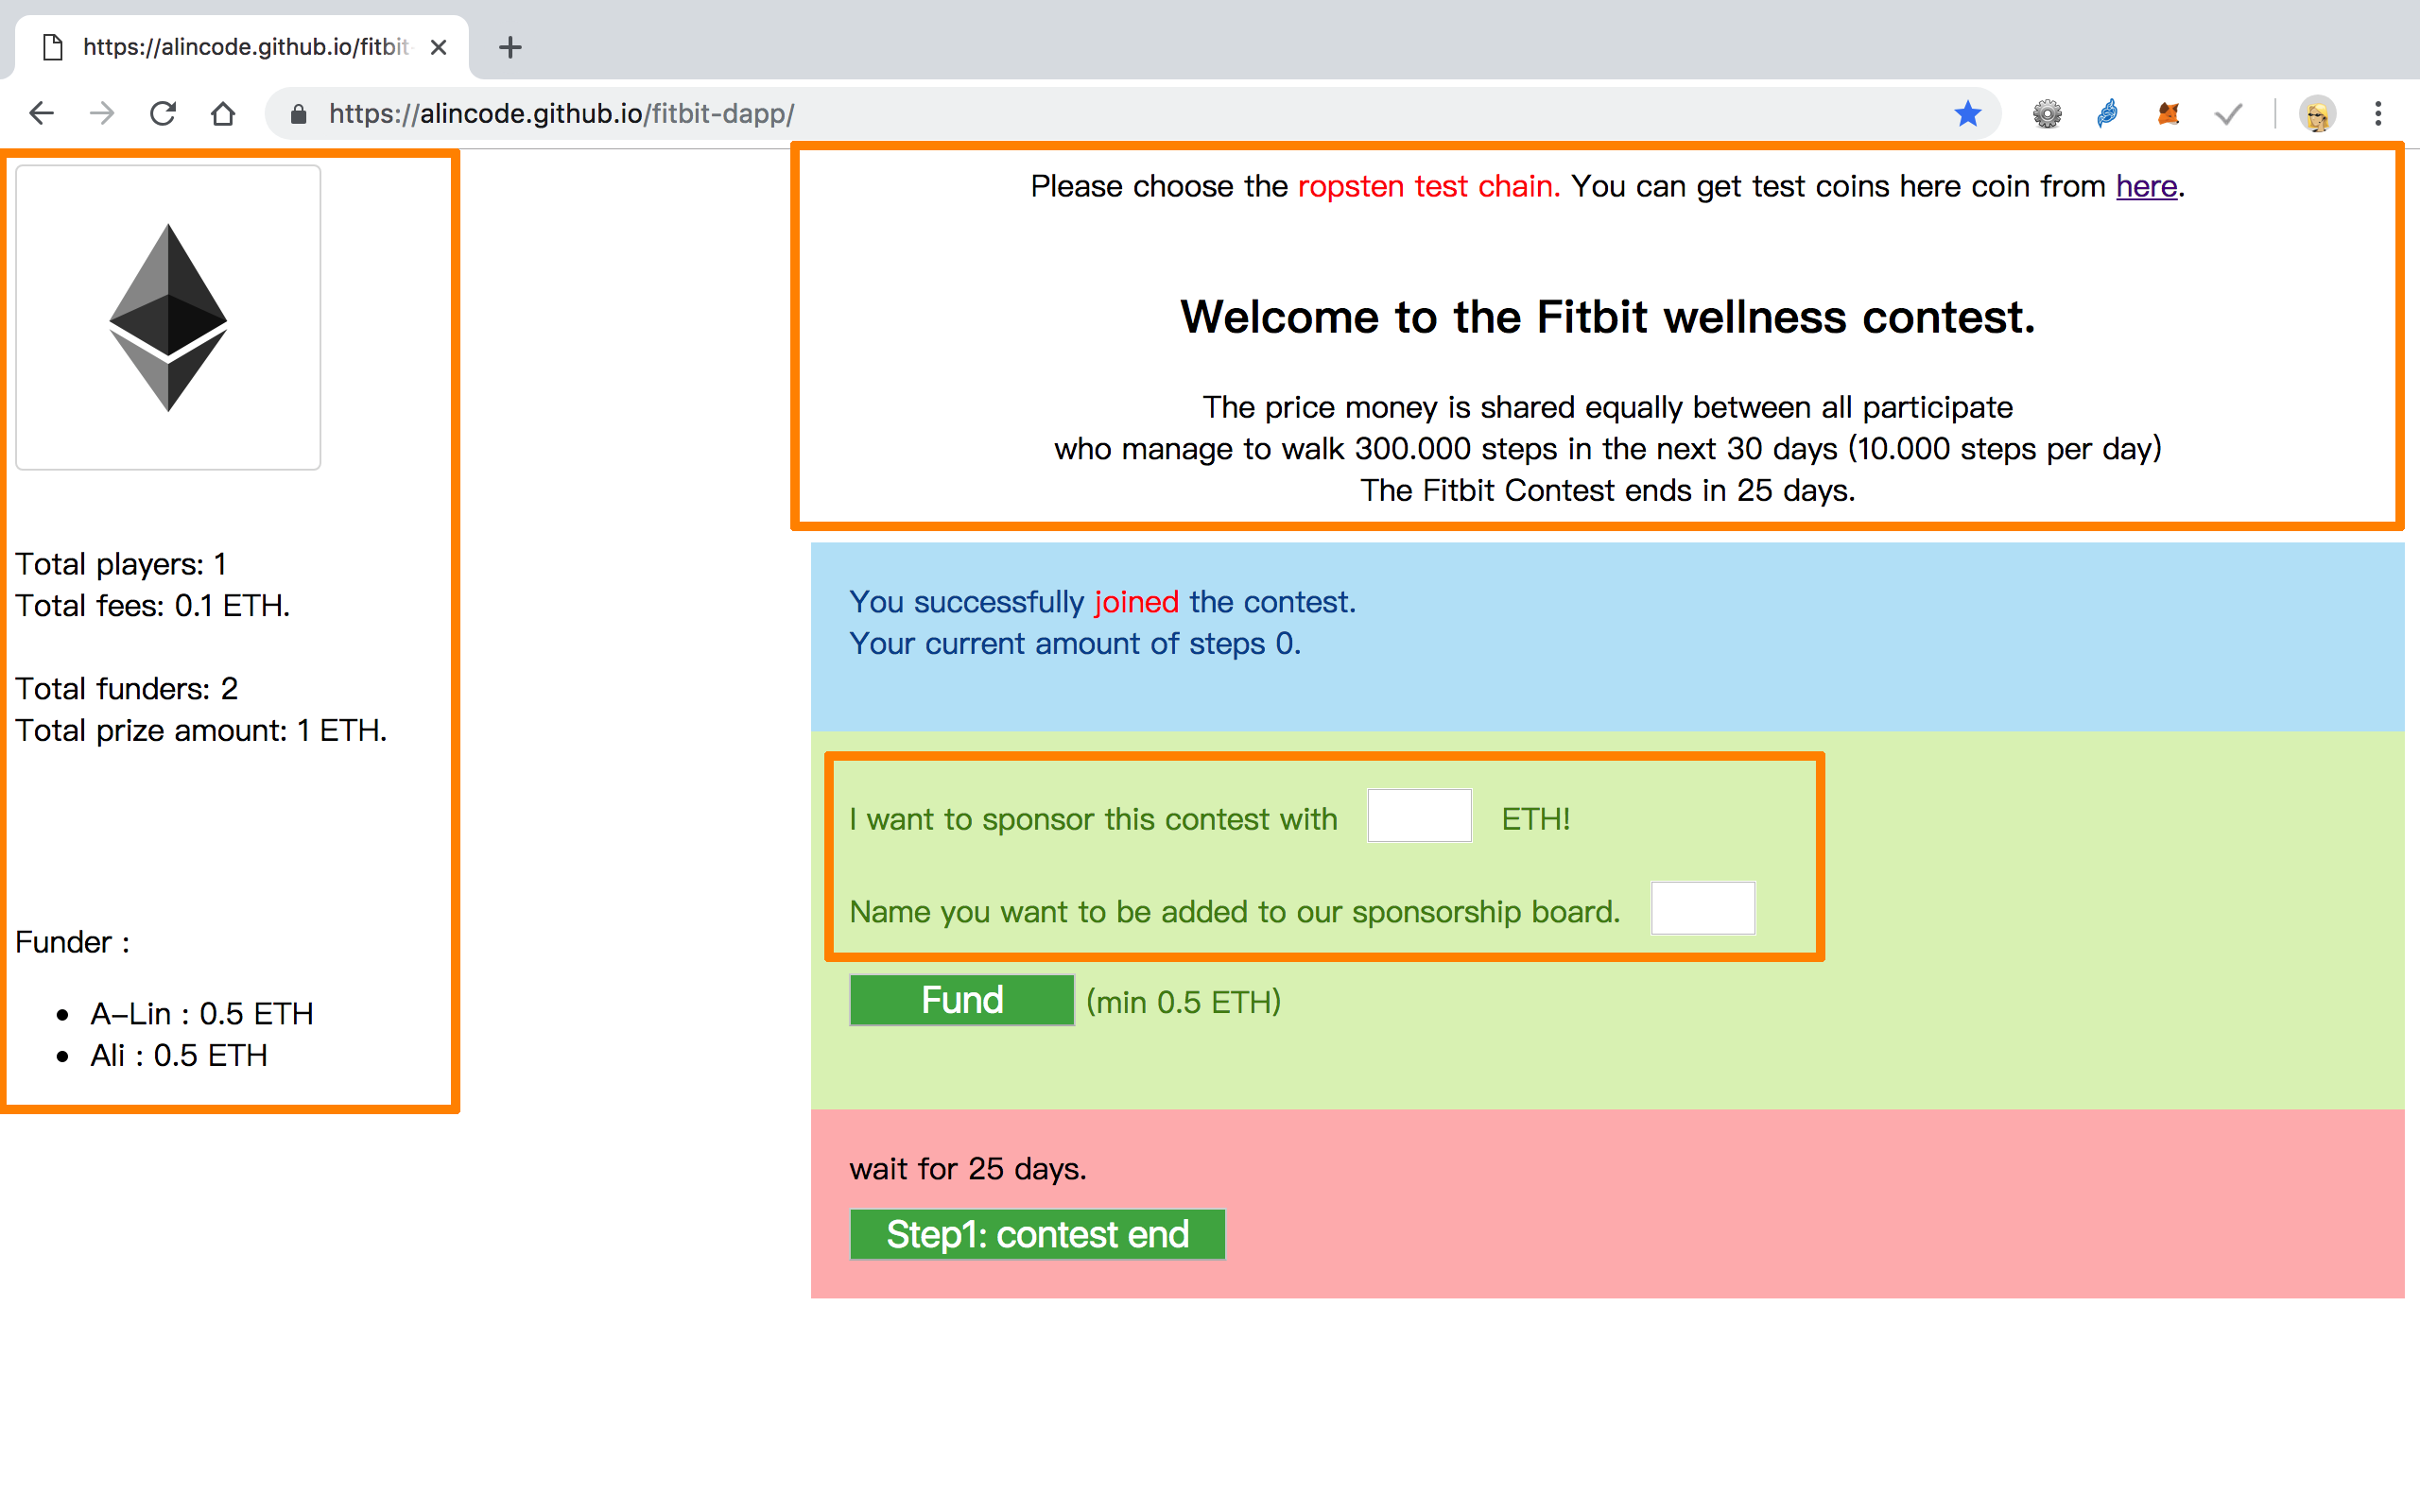 https://alincode.github.io/fitbit
https://alincode.github.io/fitbit-dapp/
Total players: 1
Total fees: 0.1 ETH.
Total funders: 2
Total prize amount: 1 ETH.
Funder :
A-Lin : 0.5 ETH
Ali : 0.5 ETH
Please choose the ropsten test chain. You can get test coins here coin from here.
Welcome to the Fitbit wellness contest.
The price money is shared equally between all participate
who manage to walk 300.000 steps in the next 30 days (10.000 steps per day)
The Fitbit Contest ends in 25 days.
You successfully joined the contest.
Your current amount of steps 0.
I want to sponsor this contest with ETH!
Name you want to be added to our sponsorship board.
Fund (min 0.5 ETH)
wait for 25 days.
Step1: contest end